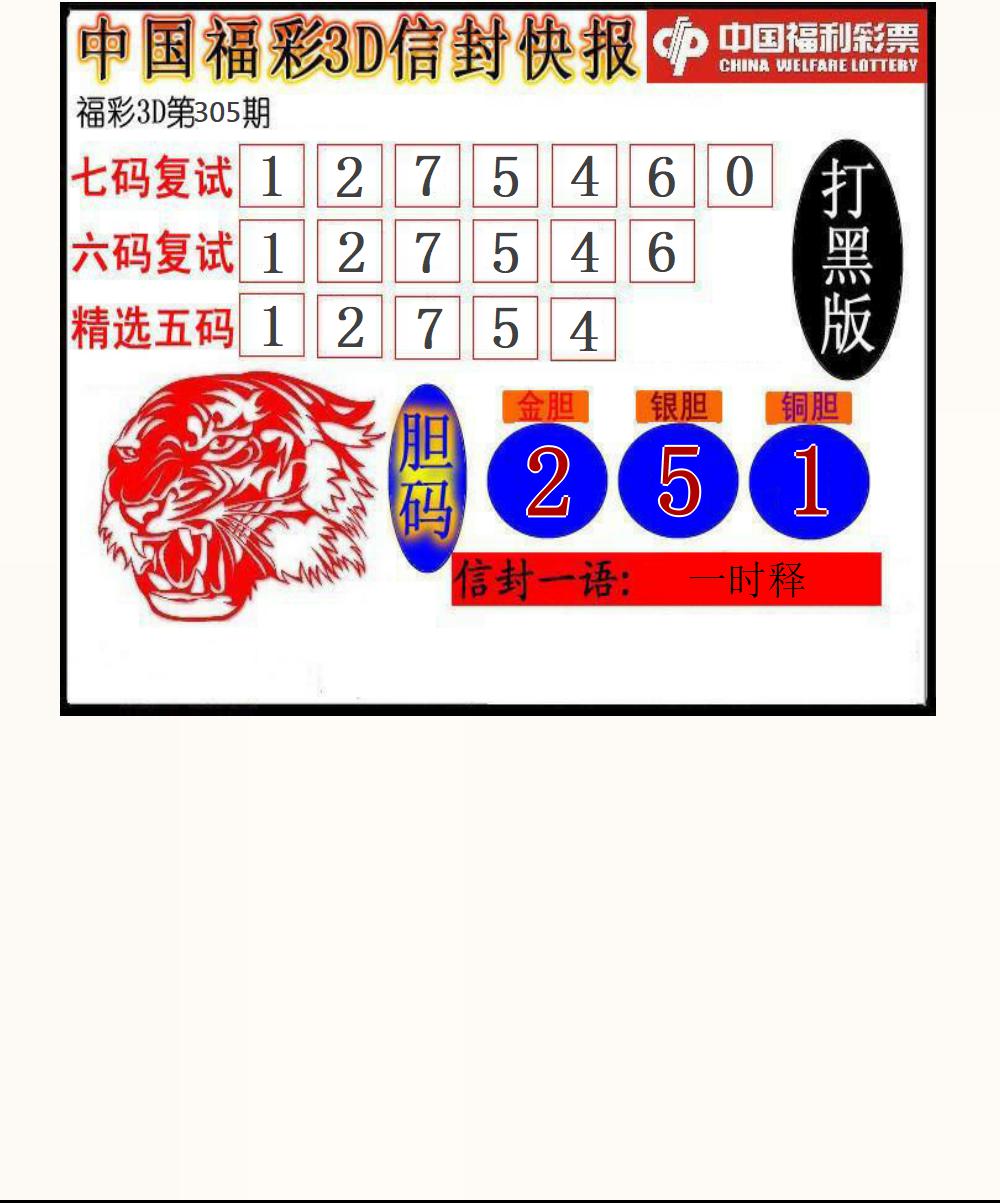 中国福彩3D信封快报
中国福利彩票
CHINA WELFARE LOTTERY
福彩3D第305期
七码复试 1 2 7 5 4 6 0
六码复试 1 2 7 5 4 6
精选五码 1 2 7 5 4
打黑版
胆码
金胆 银胆 铜胆
2 5 1
信封一语: 一时释